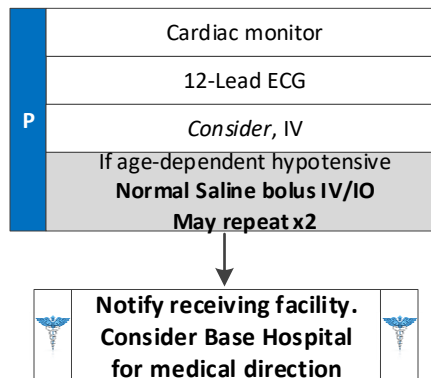 Cardiac monitor
12-Lead ECG
P
Consider, IV
If age-dependent hypotensive
Normal Saline bolus IV/IO
May repeat x2
Notify receiving facility.
Consider Base Hospital
for medical direction